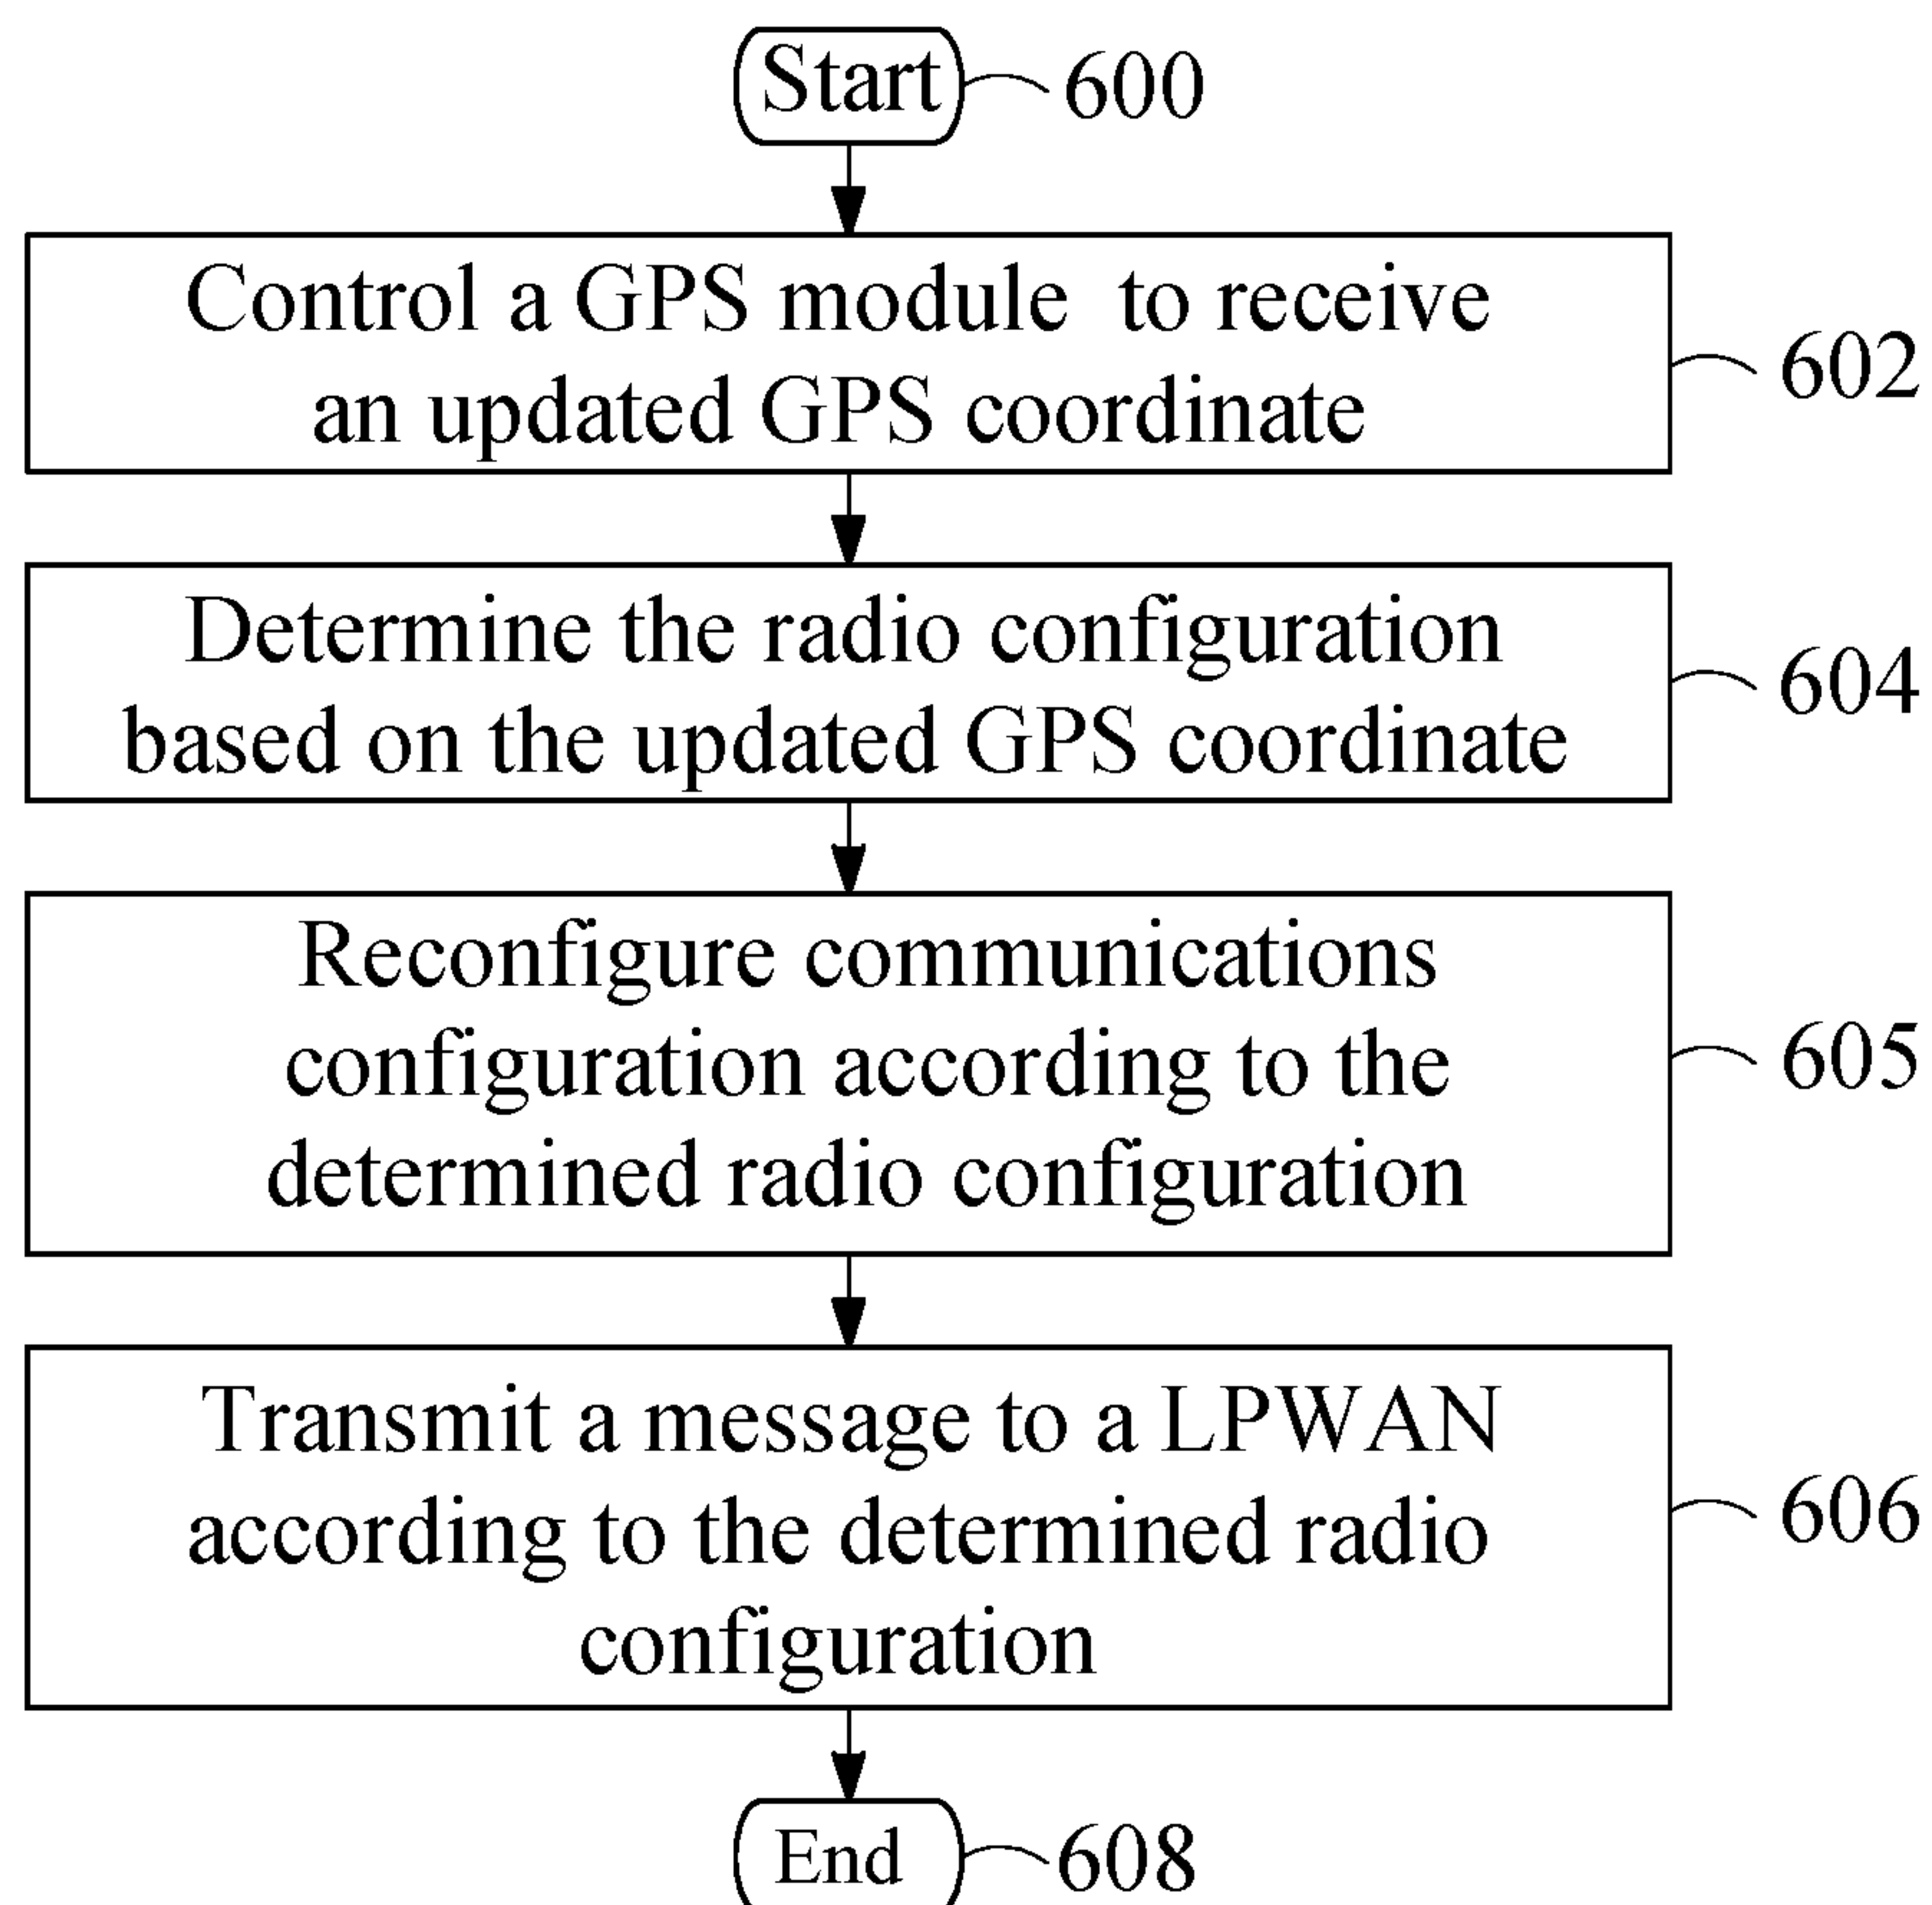 Start
600
Control a GPS module to receive
an updated GPS coordinate
602
Determine the radio configuration
based on the updated GPS coordinate
604
Reconfigure communications
configuration according to the
determined radio configuration
605
Transmit a message to a LPWAN
according to the determined radio
configuration
606
End
608